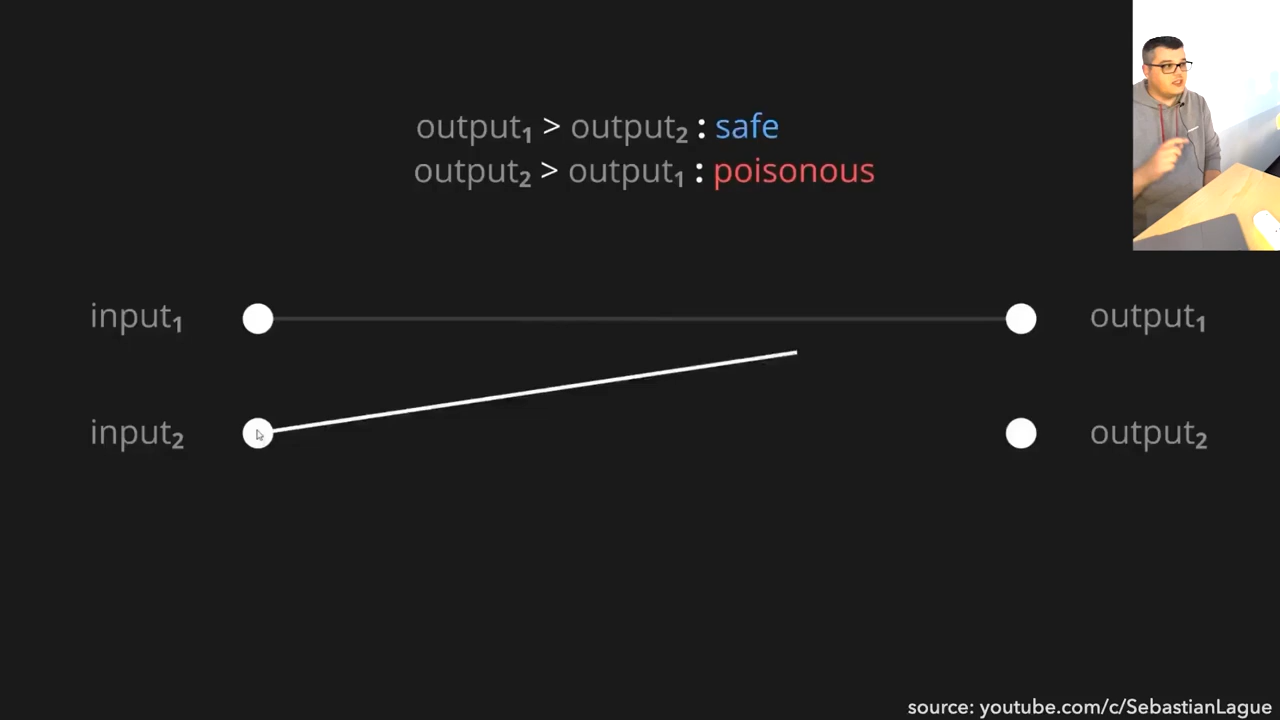 output₁ > output₂ : safe
output₂ > output₁ : poisonous
input₁
output₁
input₂
output₂
source: youtube.com/c/SebastianLague